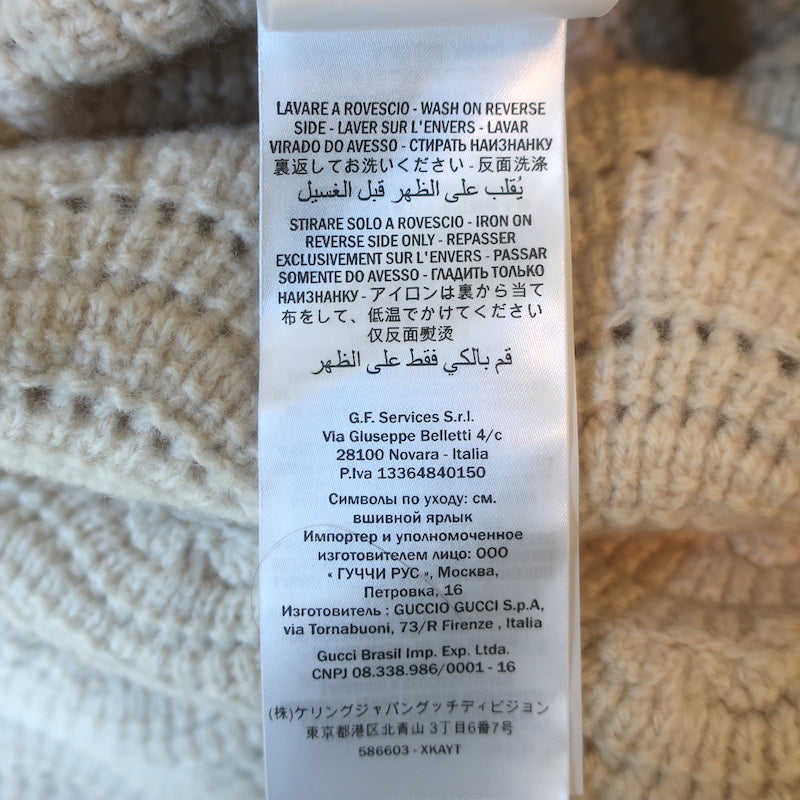 LAVARE A ROVESCIO - WASH ON REVERSE
SIDE - LAVER SUR L'ENVERS - LAVAR
VIRADO DO AVESSO - СТИРАТЬ НАИЗНАНКУ
裏返してお洗いください - 反面洗涤
يُقلب على الظهر قبل الغسيل
STIRARE SOLO A ROVESCIO - IRON ON
REVERSE SIDE ONLY - REPASSER
EXCLUSIVEMENT SUR L'ENVERS - PASSAR
SOMENTE DO AVESSO - ГЛАДИТЬ ТОЛЬКО
НАИЗНАНКУ - アイロンは裏から当て
布をして、低温でかけてください
仅反面熨烫
قم بالكي فقط على الظهر
G.F. Services S.r.l.
Via Giuseppe Belletti 4/c
28100 Novara - Italia
P.Iva 13364840150
Символы по уходу: см.
вшивной ярлык
Импортер и уполномоченное
изготовителем лицо: ООО
« ГУЧЧИ РУС », Москва,
Петровка, 16
Изготовитель : GUCCIO GUCCI S.p.A,
via Tornabuoni, 73/R Firenze , Italia
Gucci Brasil Imp. Exp. Ltda.
CNPJ 08.338.986/0001 - 16
(株)ケリングジャパングッチディビジョン
東京都港区北青山 3丁目6番7号
586603 - XKAYT